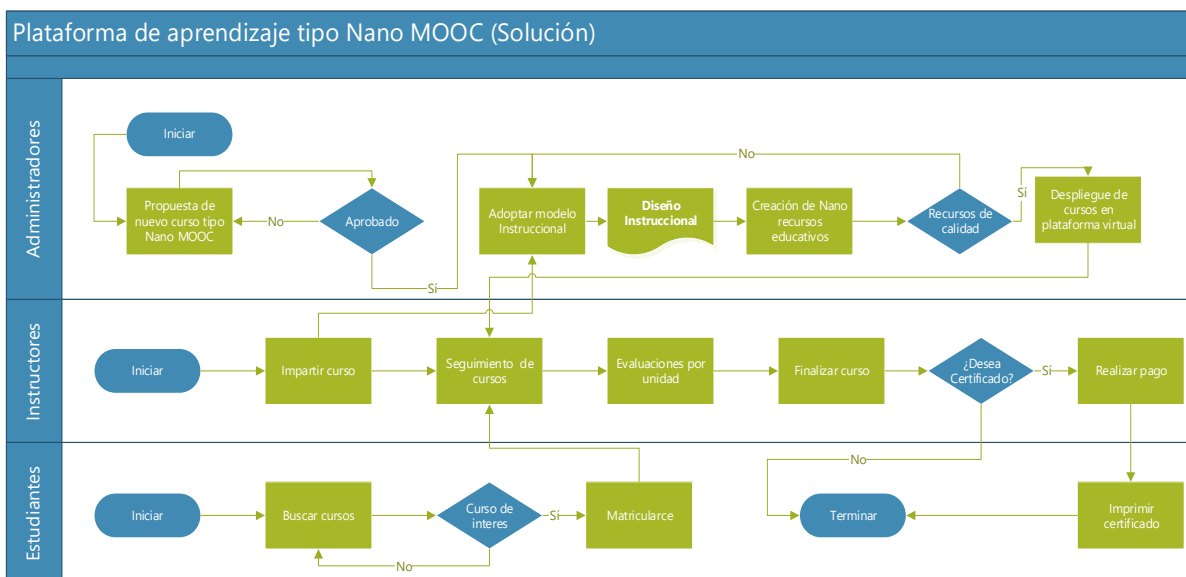 Plataforma de aprendizaje tipo Nano MOOC (Solución)
Administradores
Iniciar
Propuesta de
nuevo curso tipo
Nano MOOC
No
Aprobado
Sí
Adoptar modelo
Instruccional
Diseño
Instruccional
Creación de Nano
recursos
educativos
No
Recursos de
calidad
Sí
Despliegue de
cursos en
plataforma virtual
Instructores
Iniciar
Impartir curso
Seguimiento de
cursos
Evaluaciones por
unidad
Finalizar curso
¿Desea
Certificado?
Sí
Realizar pago
No
Estudiantes
Iniciar
Buscar cursos
Curso de
interes
Sí
No
Matricularce
Terminar
Imprimir
certificado